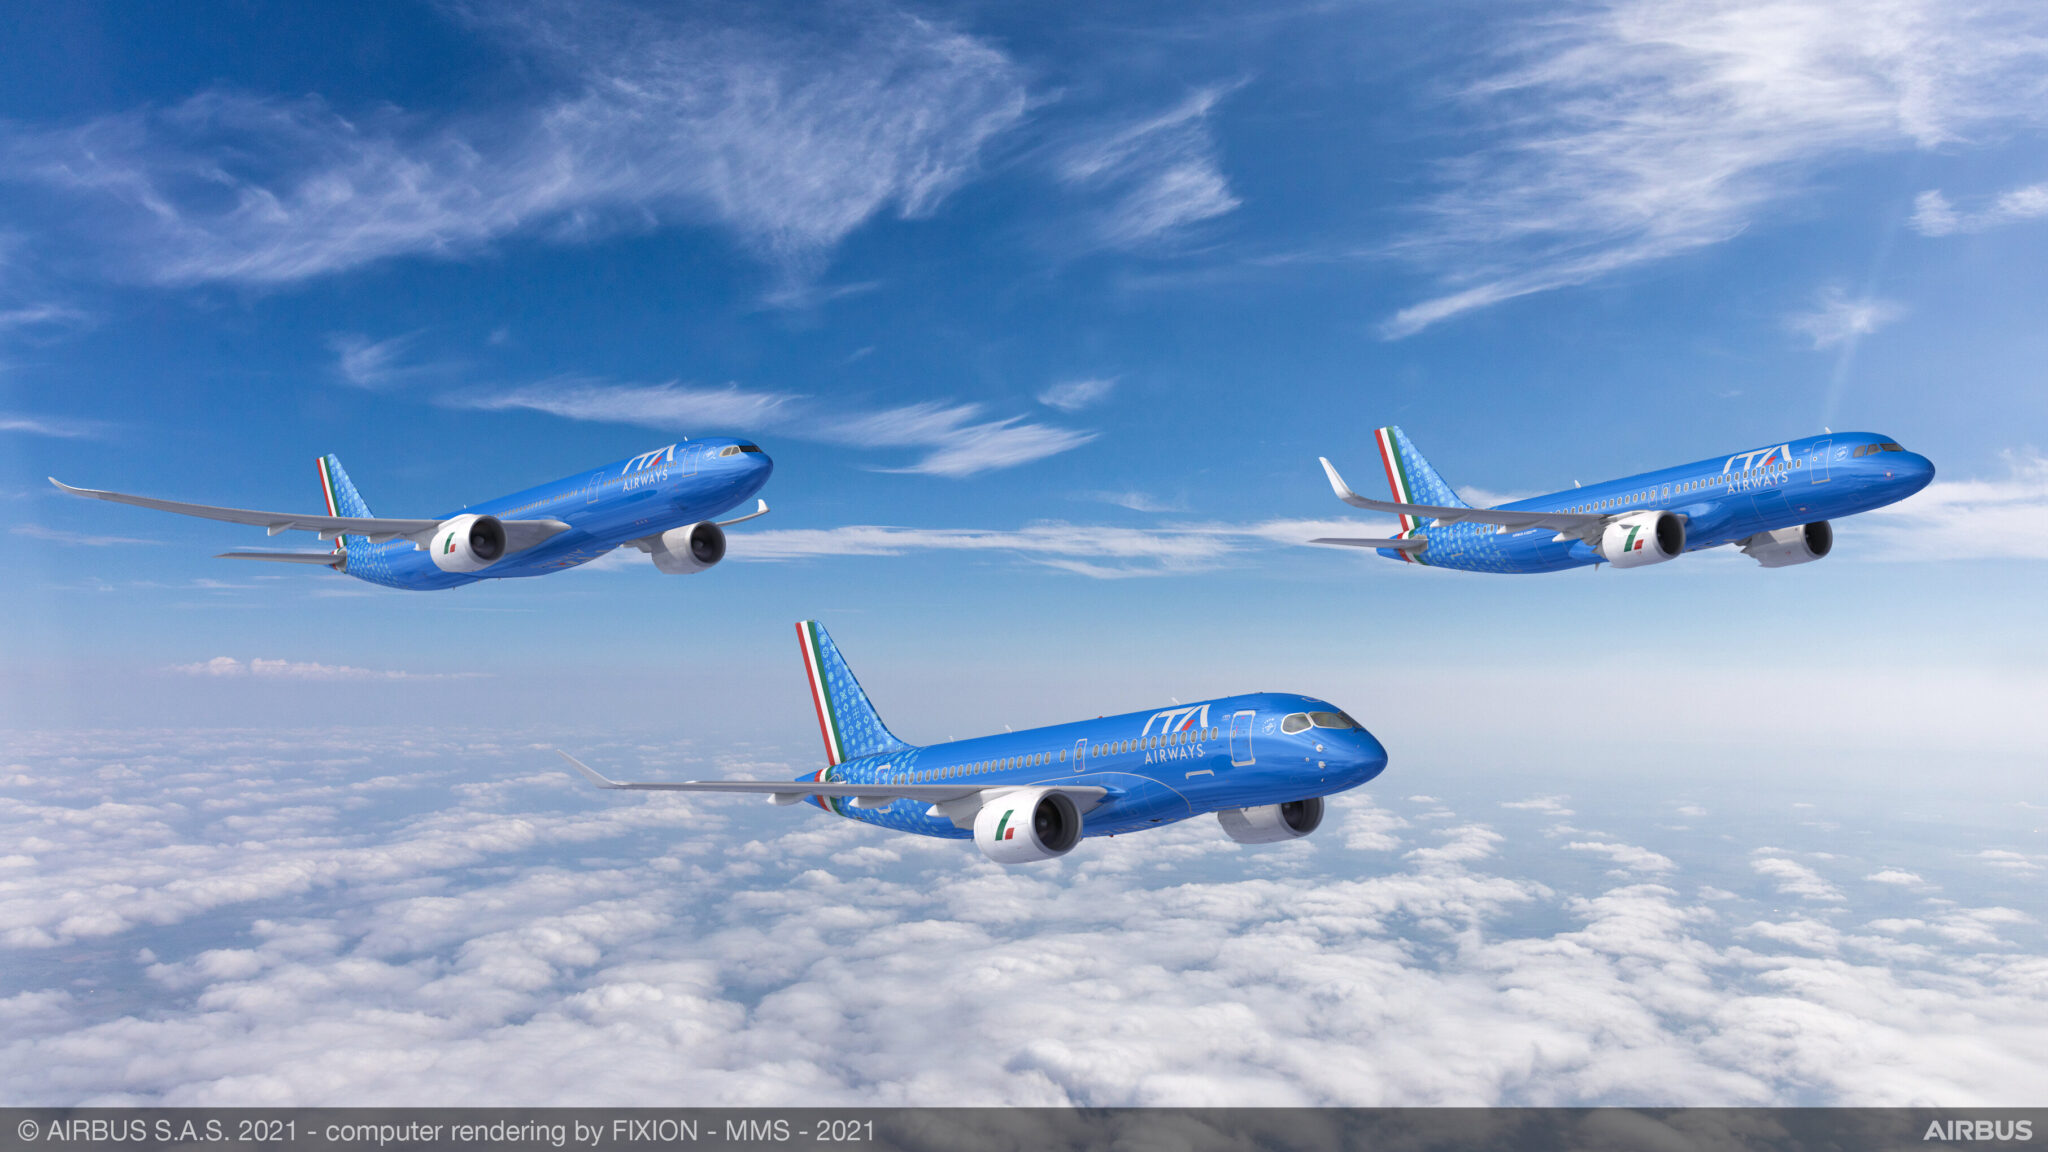 ITA
AIRWAYS
ITA
AIRWAYS
ITA
AIRWAYS
© AIRBUS S.A.S. 2021 - computer rendering by FIXION - MMS - 2021
AIRBUS